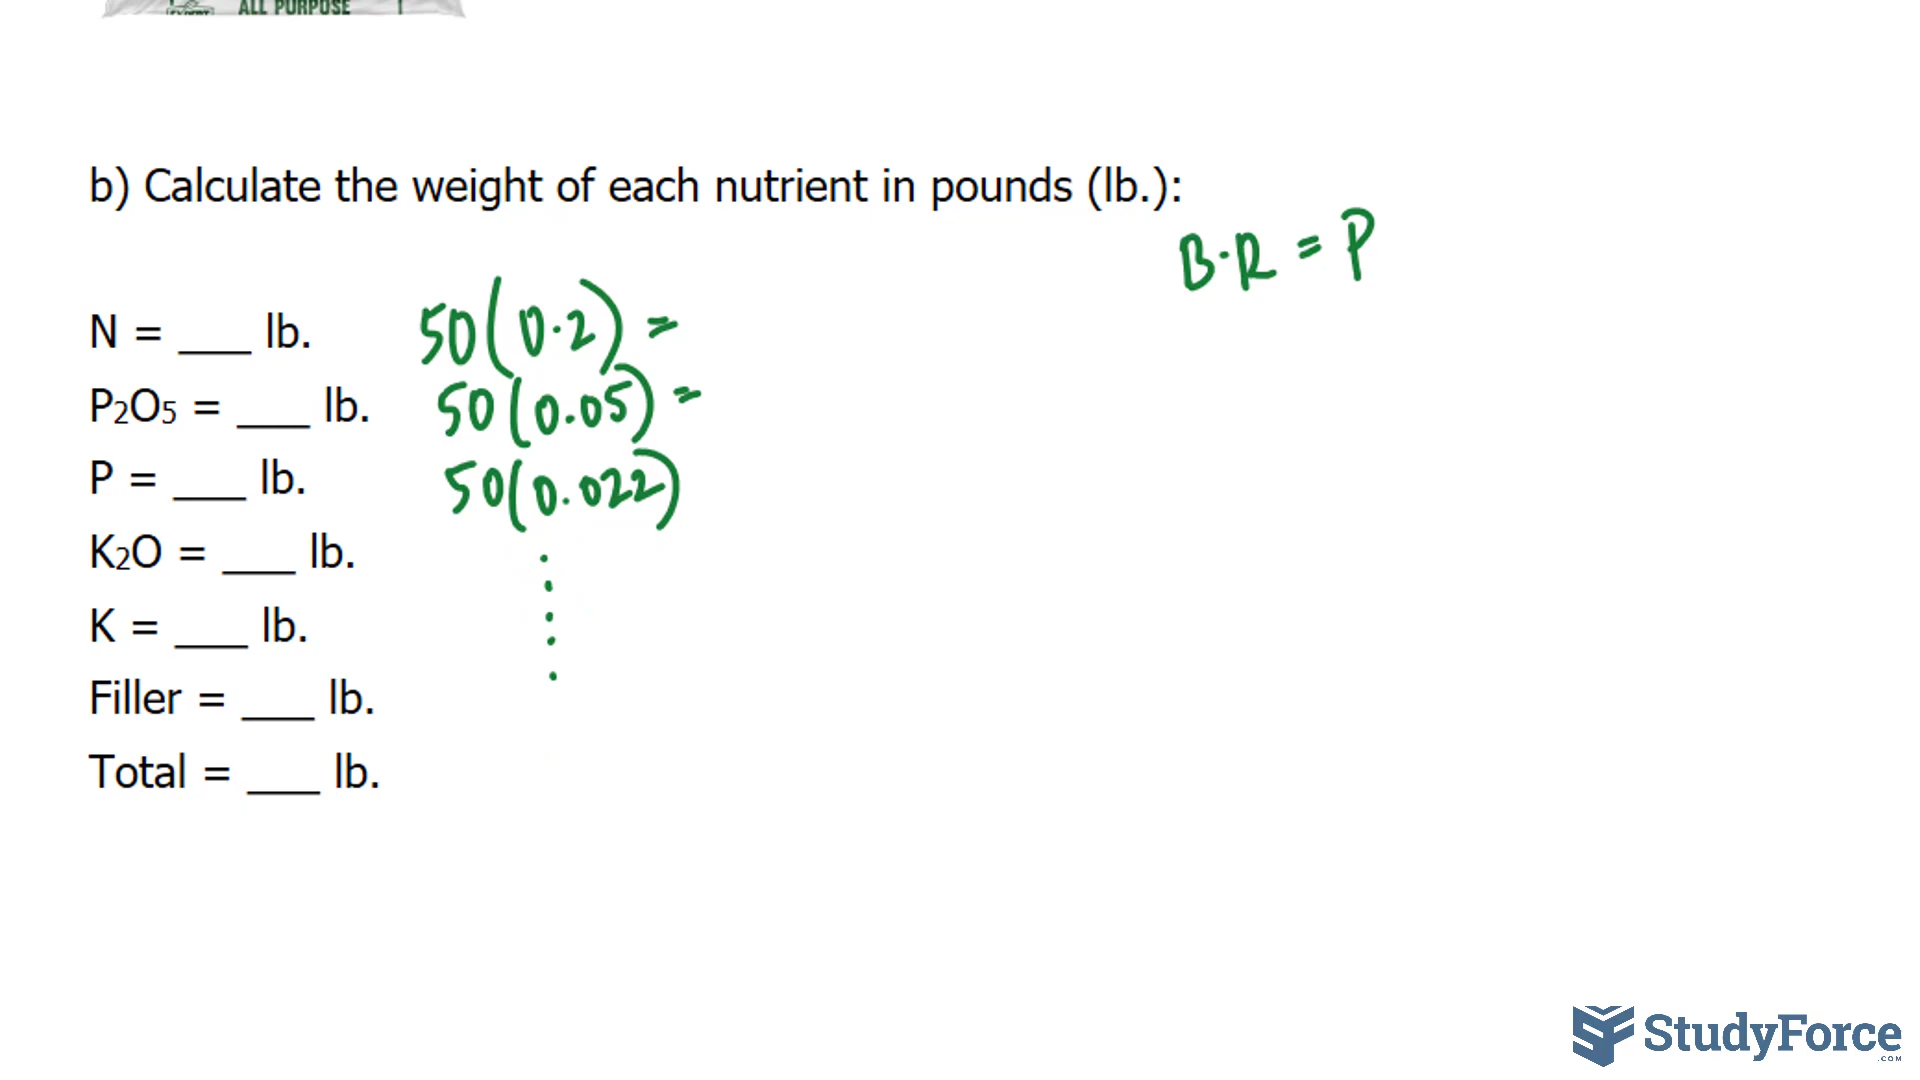 ALL PURPOSE
b) Calculate the weight of each nutrient in pounds (lb.):
B·R = P
N = ___ lb. 50(0.2) =
P2O5 = ___ lb. 50(0.05) =
P = ___ lb. 50(0.022)
K2O = ___ lb.
K = ___ lb.
Filler = ___ lb.
Total = ___ lb.
StudyForce
.COM